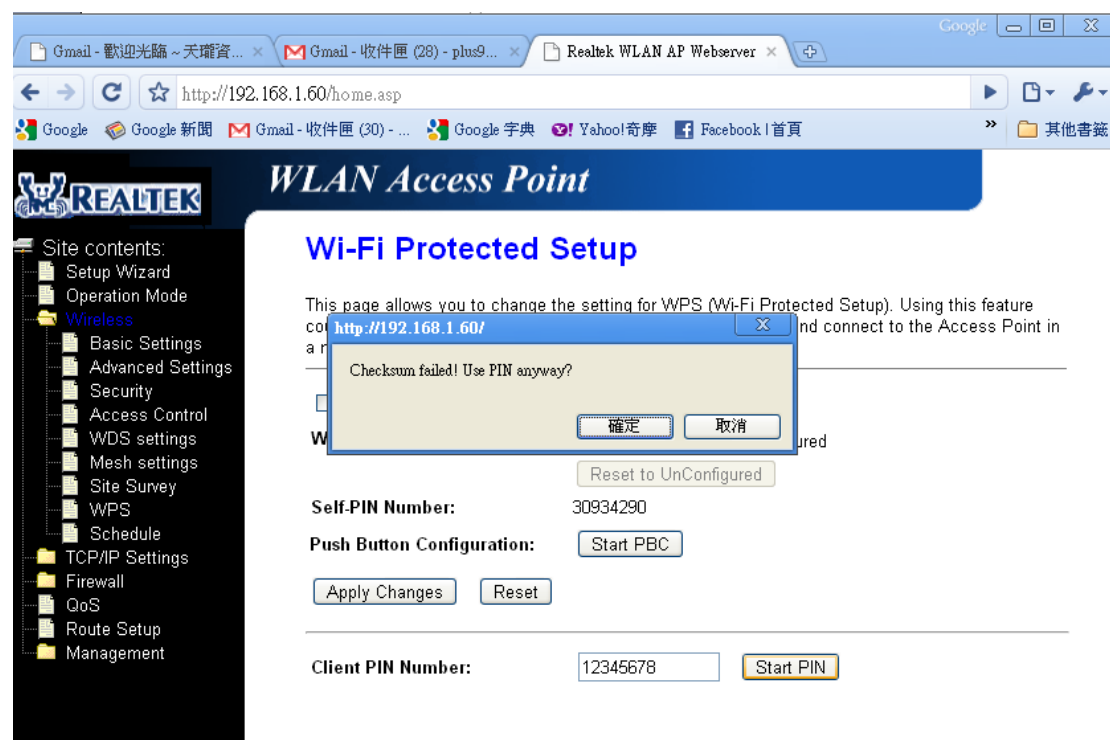 Google
Gmail - 歡迎光臨 ~ 天瓏資...
Gmail - 收件匣 (28) - plus9...
Realtek WLAN AP Webserver
http://192.168.1.60/home.asp
Google
Google 新聞
Gmail - 收件匣 (30) - ...
Google 字典
Yahoo!奇摩
Facebook | 首頁
»
其他書籤
REALTEK
WLAN Access Point
Site contents:
Setup Wizard
Operation Mode
Wireless
Basic Settings
Advanced Settings
Security
Access Control
WDS settings
Mesh settings
Site Survey
WPS
Schedule
TCP/IP Settings
Firewall
QoS
Route Setup
Management
Wi-Fi Protected Setup
This page allows you to change the setting for WPS (Wi-Fi Protected Setup). Using this feature
nd connect to the Access Point in
http://192.168.1.60/
Checksum failed! Use PIN anyway?
確定
取消
Reset to UnConfigured
Self-PIN Number: 30934290
Push Button Configuration: Start PBC
Apply Changes Reset
Client PIN Number: 12345678 Start PIN